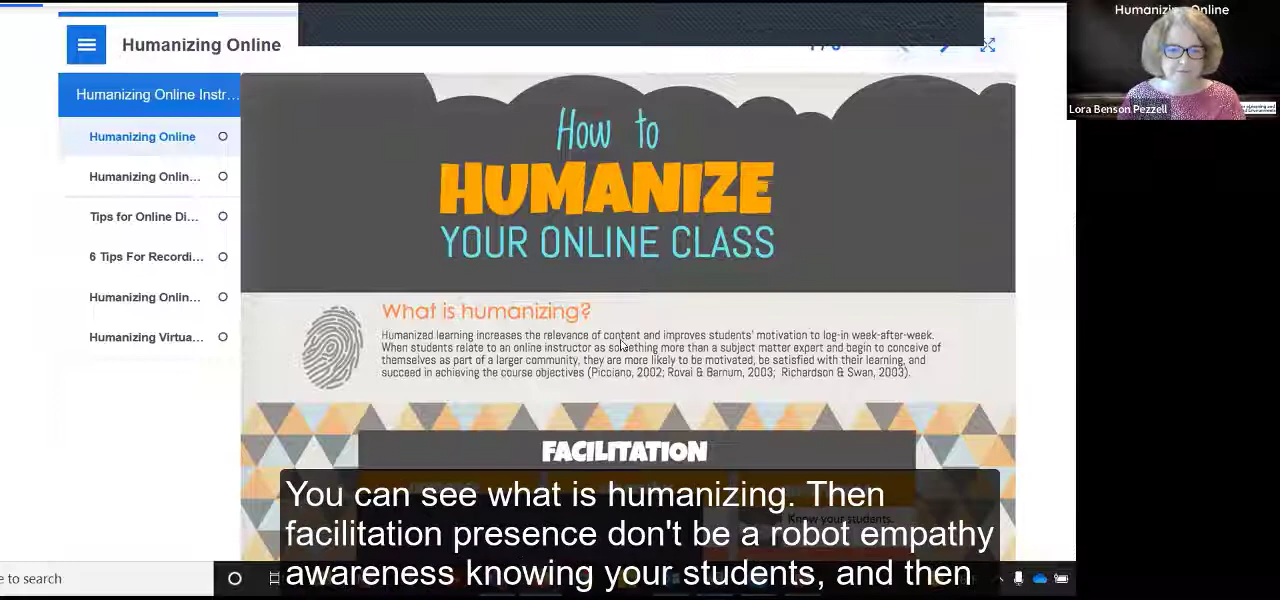 Humanizing Online
Humanizing Online
Lora Benson Pezzell
Humanizing Online Instr...
Humanizing Online
Humanizing Onlin...
Tips for Online Di...
6 Tips For Recordi...
Humanizing Onlin...
Humanizing Virtua...
How to
HUMANIZE
YOUR ONLINE CLASS
What is humanizing?
Humanized learning increases the relevance of content and improves students' motivation to log-in week-after-week.
When students relate to an online instructor as something more than a subject matter expert and begin to conceive of
themselves as part of a larger community, they are more likely to be motivated, be satisfied with their learning, and
succeed in achieving the course objectives (Picciano, 2002; Rovai & Barnum, 2003; Richardson & Swan, 2003).
FACILITATION
Know your students.
You can see what is humanizing. Then
facilitation presence don't be a robot empathy
awareness knowing your students, and then
e to search